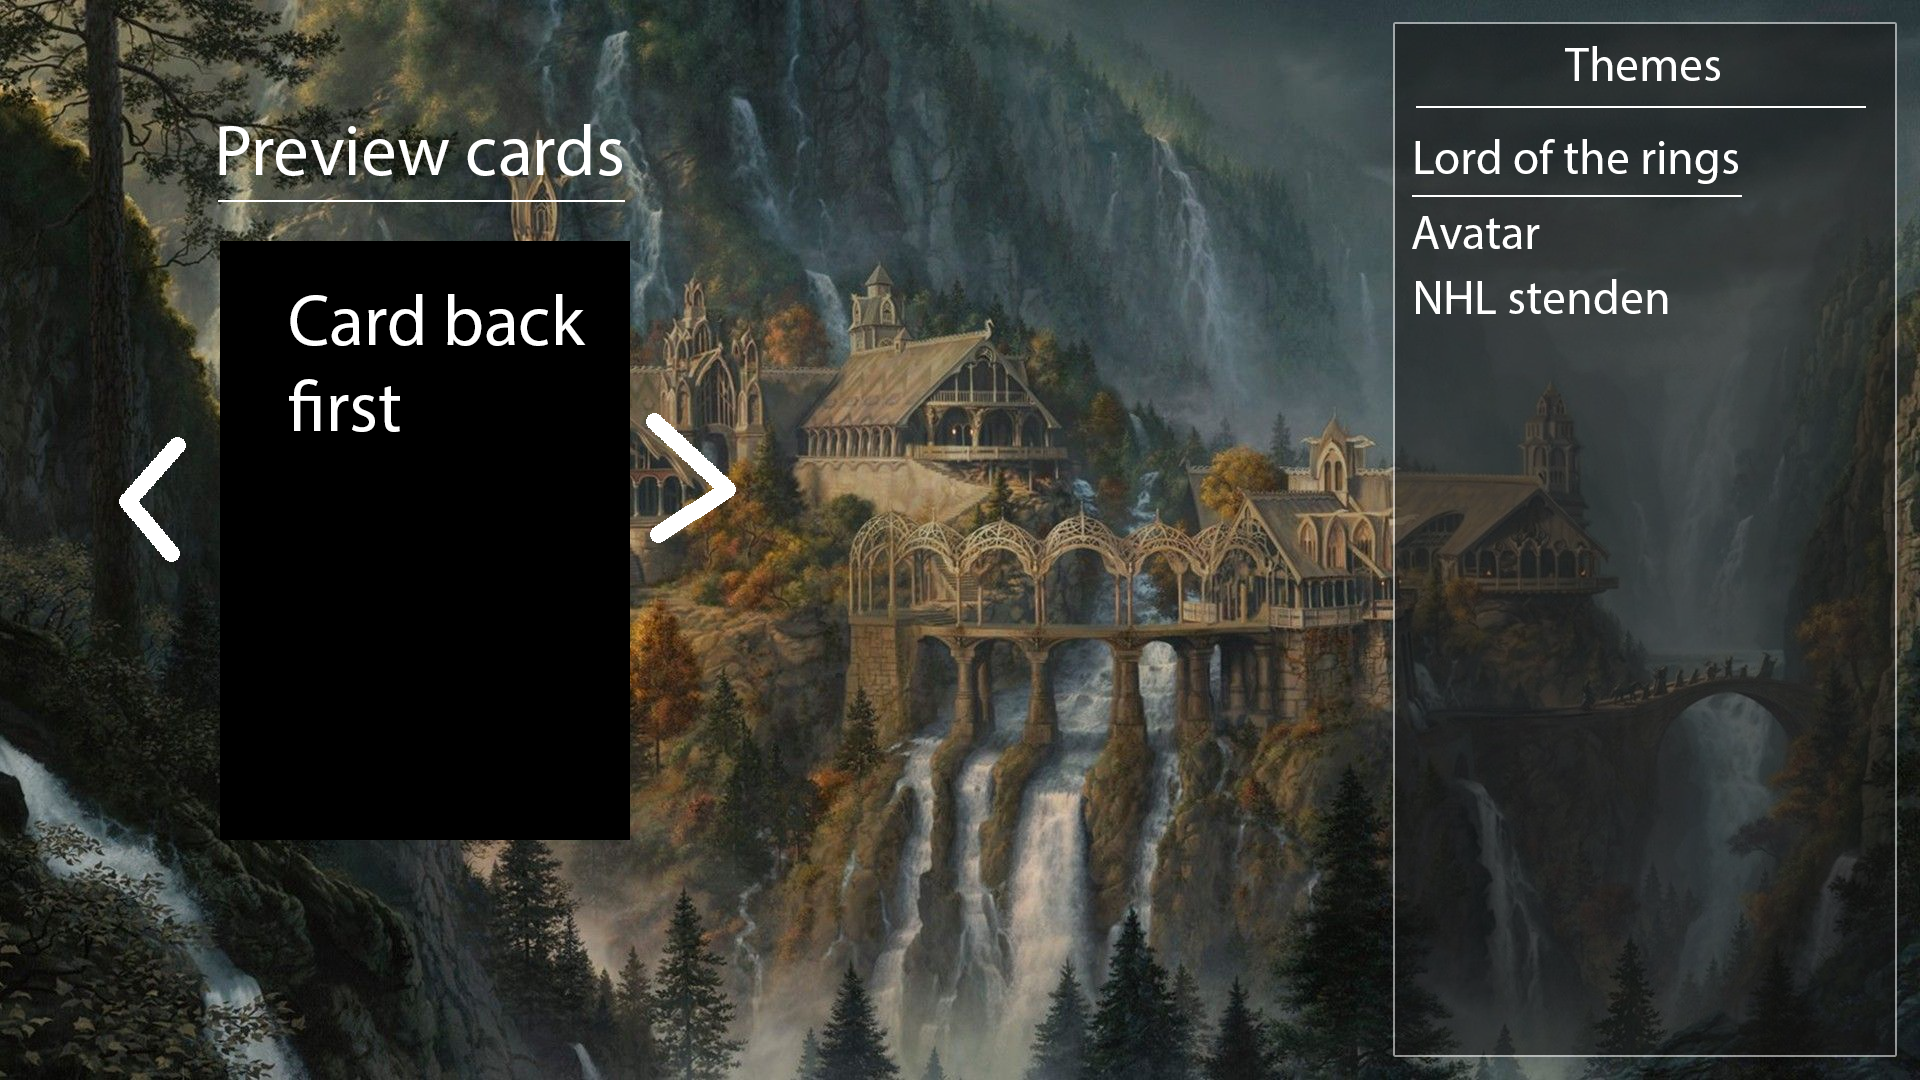 Preview cards
Card back
first
Themes
Lord of the rings
Avatar
NHL stenden